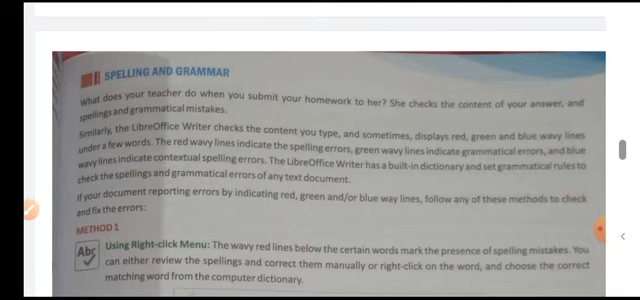 SPELLING AND GRAMMAR
What does your teacher do when you submit your homework to her? She checks the content of your answer, and
spellings and grammatical mistakes.
Similarly, the LibreOffice Writer checks the content you type, and sometimes, displays red, green and blue wavy lines
under a few words. The red wavy lines indicate the spelling errors, green wavy lines indicate grammatical errors, and blue
wavy lines indicate contextual spelling errors. The LibreOffice Writer has a built-in dictionary and set grammatical rules to
check the spellings and grammatical errors of any text document.
If your document reporting errors by indicating red, green and/or blue way lines, follow any of these methods to check
and fix the errors:
METHOD 1
Abc
Using Right-click Menu: The wavy red lines below the certain words mark the presence of spelling mistakes. You
can either review the spellings and correct them manually or right-click on the word, and choose the correct
matching word from the computer dictionary.